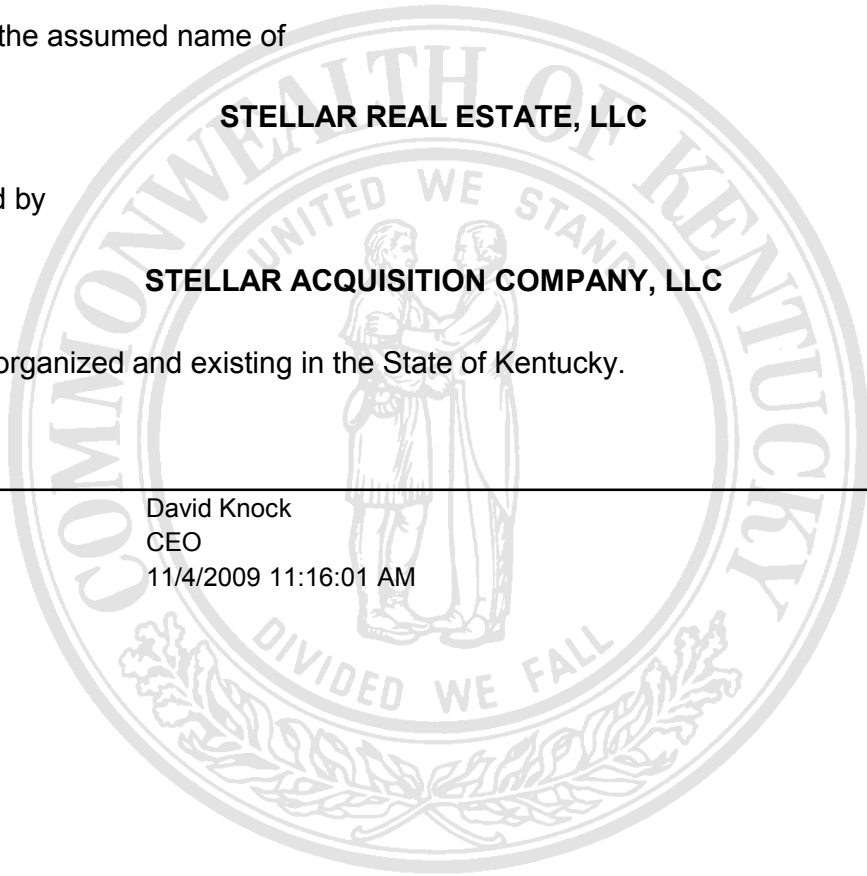 the assumed name of
STELLAR REAL ESTATE, LLC
d by
STELLAR ACQUISITION COMPANY, LLC
organized and existing in the State of Kentucky.
David Knock
CEO
11/4/2009 11:16:01 AM
COMMONWEALTH OF KENTUCKY
UNITED WE STAND
DIVIDED WE FALL